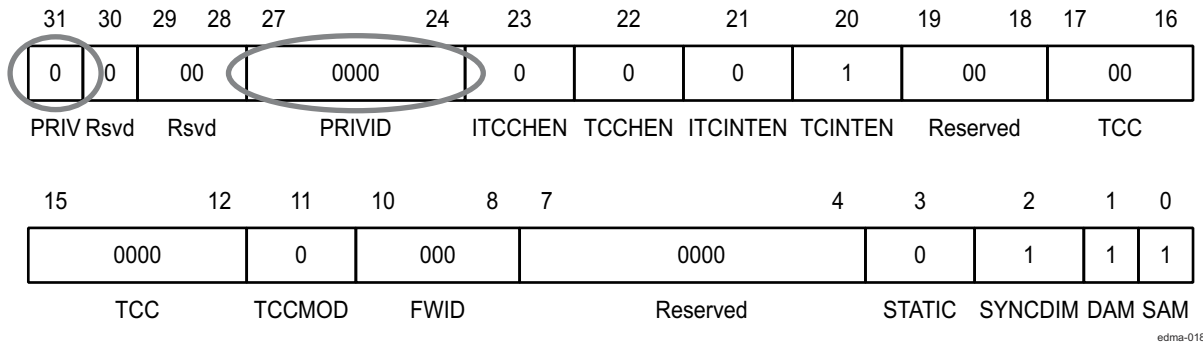 31 30 29 28 27 24 23 22 21 20 19 18 17 16
0 0 00 0000 0 0 0 1 00 00
PRIV Rsvd Rsvd PRIVID ITCCHEN TCCHEN ITCINTEN TCINTEN Reserved TCC
15 12 11 10 8 7 4 3 2 1 0
0000 0 000 0000 0 1 1 1
TCC TCCMOD FWID Reserved STATIC SYNCDIM DAM SAM
edma-018